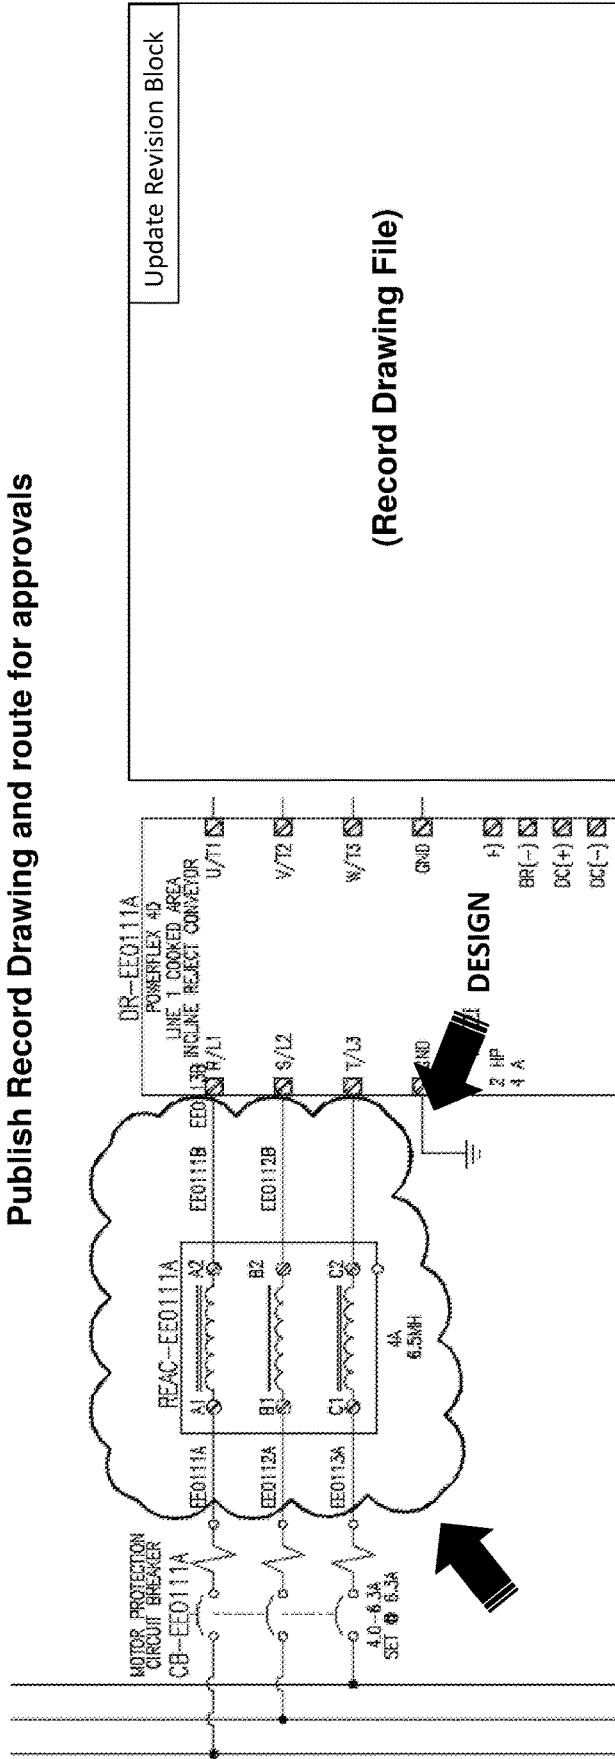 Publish Record Drawing and route for approvals
MOTOR PROTECTION
CIRCUIT BREAKER
CB-EE0111A
4.0-6.3A
SET @ 6.3A
EE0111A
EE0112A
EE0113A
REAC-EE0111A
A1
A2
B1
B2
C1
C2
4A
6.5MH
EE0111B
EE0112B
EE0113B
DR-EE0111A
POWERFLEX 40
LINE 1 COOKED AREA
INCLINE REJECT CONVEYOR
R/L1
S/L2
T/L3
GND
2 HP
4 A
U/T1
V/T2
W/T3
GND
BR(-)
DC(+)
DC(-)
DESIGN
Update Revision Block
(Record Drawing File)